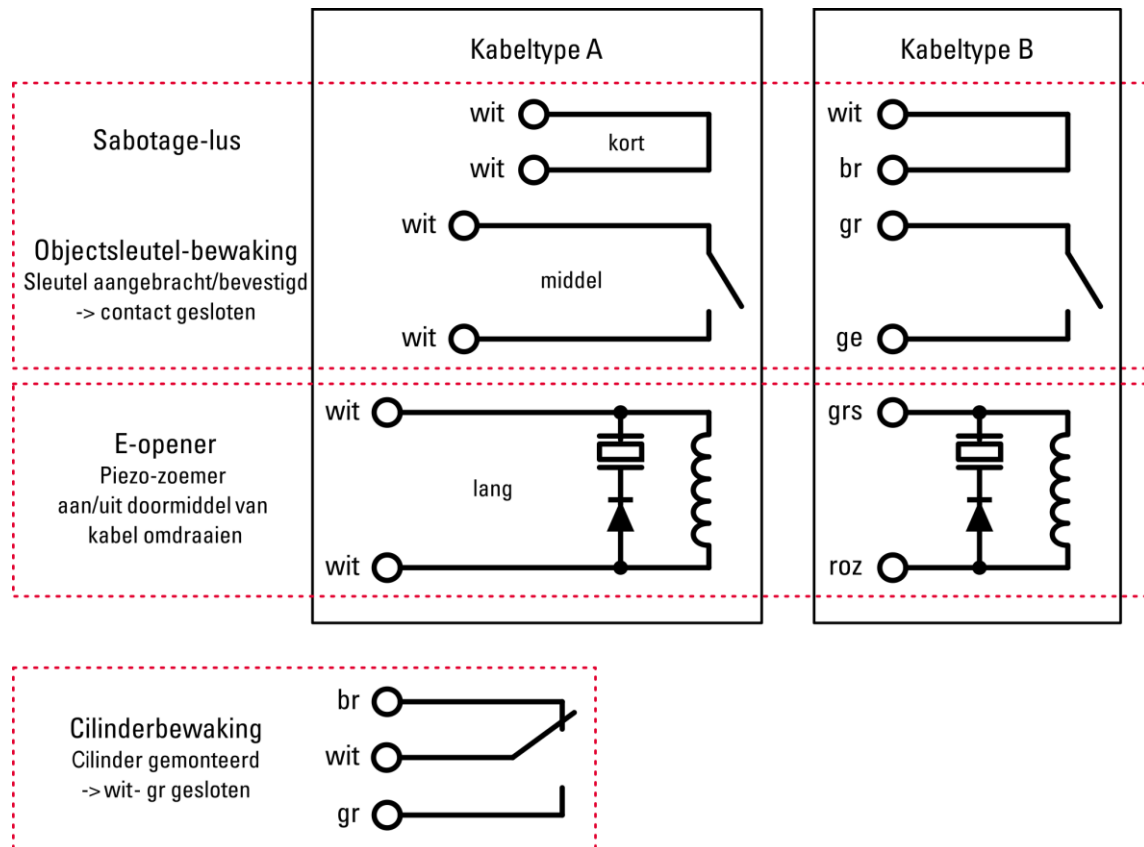 Kabeltype A
Kabeltype B
Sabotage-lus
wit
wit
kort
wit
br
Objectsleutel-bewaking
Sleutel aangebracht/bevestigd
-> contact gesloten
wit
middel
wit
gr
ge
E-opener
Piezo-zoemer
aan/uit doormiddel van
kabel omdraaien
wit
lang
wit
grs
roz
Cilinderbewaking
Cilinder gemonteerd
->wit- gr gesloten
br
wit
gr